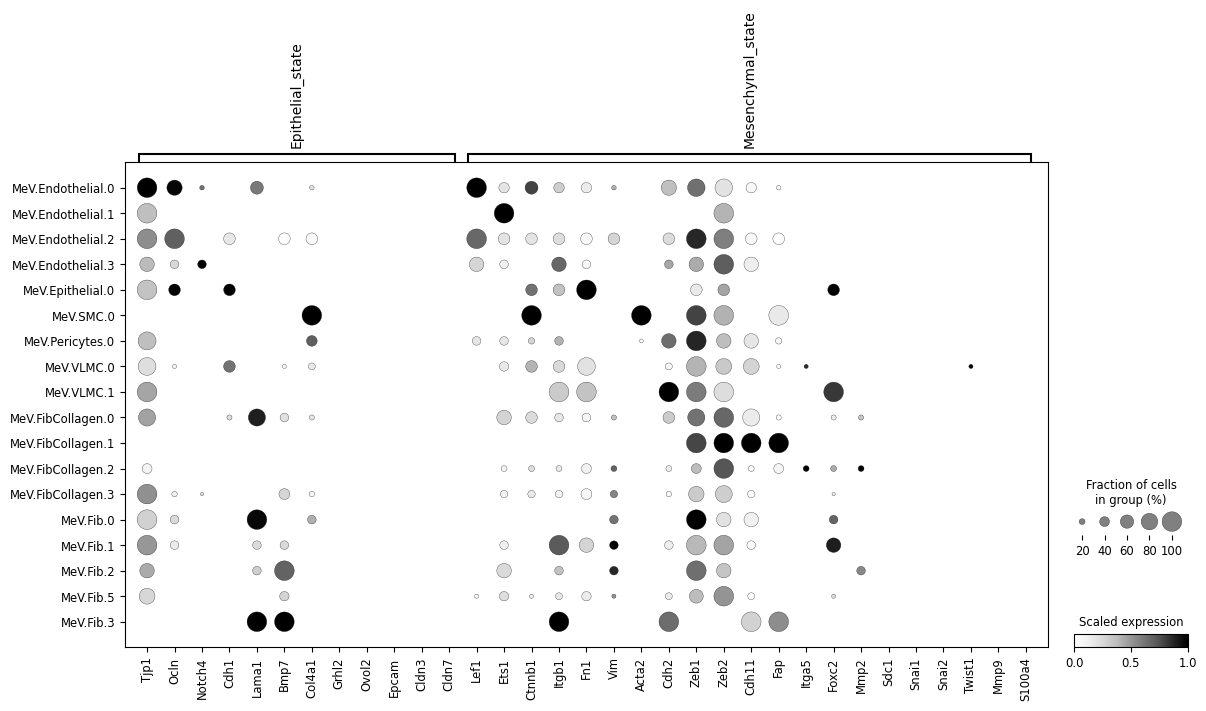 Epithelial_state
Mesenchymal_state
MeV.Endothelial.0
MeV.Endothelial.1
MeV.Endothelial.2
MeV.Endothelial.3
MeV.Epithelial.0
MeV.SMC.0
MeV.Pericytes.0
MeV.VLMC.0
MeV.VLMC.1
MeV.FibCollagen.0
MeV.FibCollagen.1
MeV.FibCollagen.2
MeV.FibCollagen.3
MeV.Fib.0
MeV.Fib.1
MeV.Fib.2
MeV.Fib.5
MeV.Fib.3
Tjp1
Ocln
Notch4
Cdh1
Lama1
Bmp7
Col4a1
Grhl2
Ovol2
Epcam
Cldn3
Cldn7
Lef1
Ets1
Ctnnb1
Itgb1
Fn1
Vim
Acta2
Cdh2
Zeb1
Zeb2
Cdh11
Fap
Itga5
Foxc2
Mmp2
Sdc1
Snai1
Snai2
Twist1
Mmp9
S100a4
Fraction of cells
in group (%)
20 40 60 80 100
Scaled expression
0.0 0.5 1.0